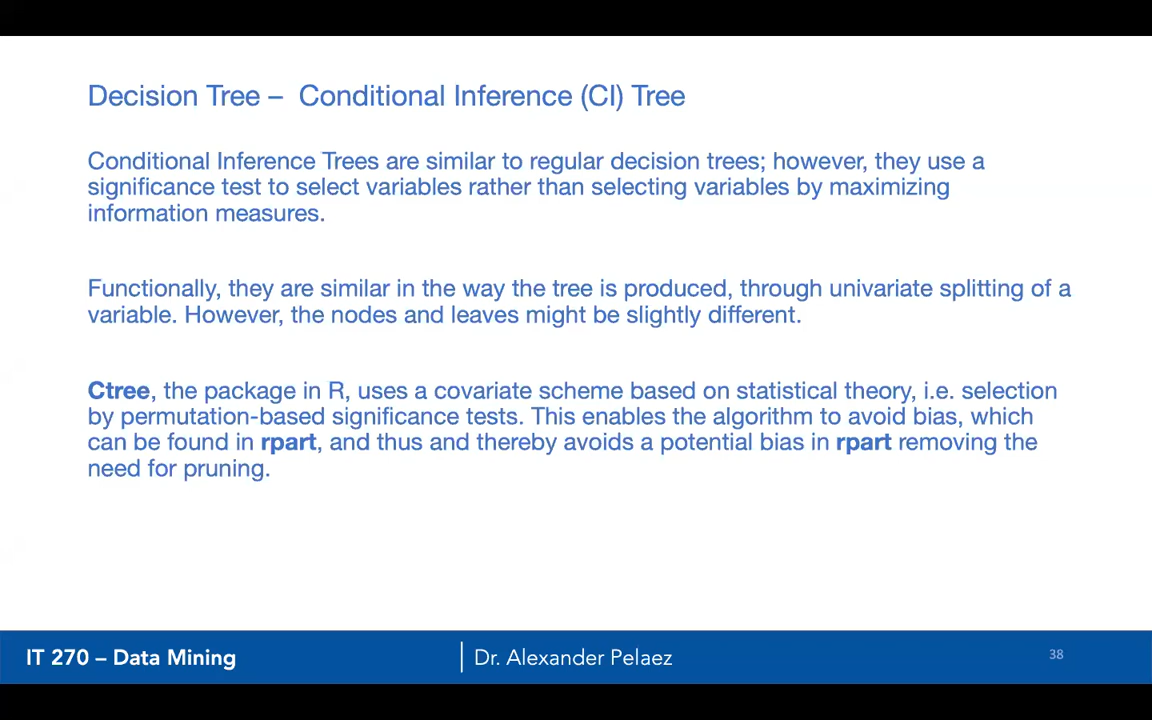 Decision Tree – Conditional Inference (CI) Tree
Conditional Inference Trees are similar to regular decision trees; however, they use a
significance test to select variables rather than selecting variables by maximizing
information measures.
Functionally, they are similar in the way the tree is produced, through univariate splitting of a
variable. However, the nodes and leaves might be slightly different.
Ctree, the package in R, uses a covariate scheme based on statistical theory, i.e. selection
by permutation-based significance tests. This enables the algorithm to avoid bias, which
can be found in rpart, and thus and thereby avoids a potential bias in rpart removing the
need for pruning.
IT 270 – Data Mining
Dr. Alexander Pelaez
38